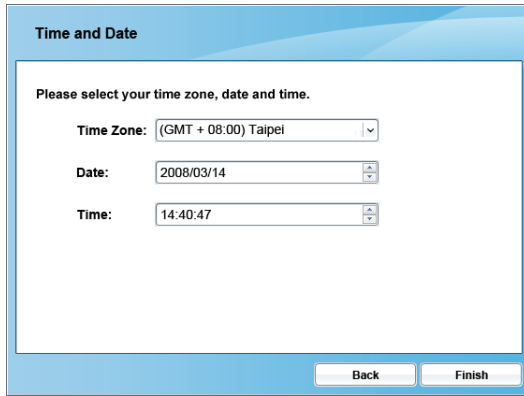 Time and Date
Please select your time zone, date and time.
Time Zone: (GMT + 08:00) Taipei
Date: 2008/03/14
Time: 14:40:47
Back Finish